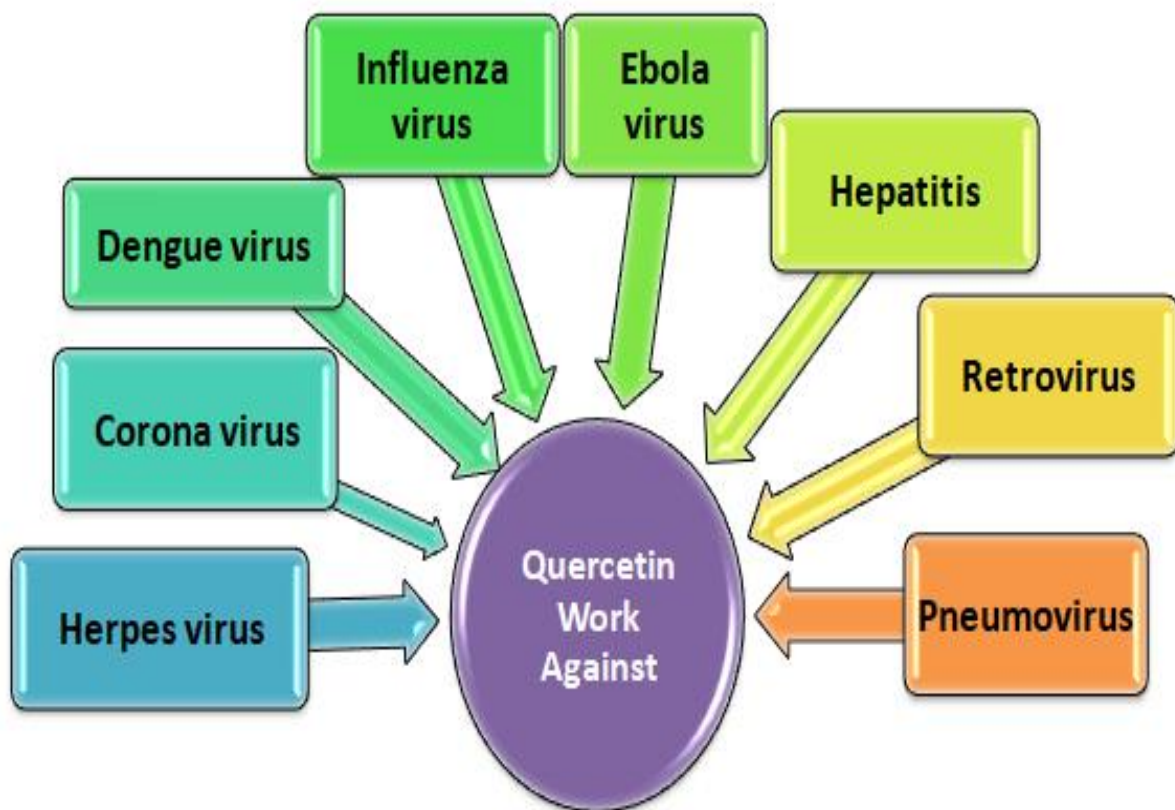 Influenza
virus
Ebola
virus
Hepatitis
Dengue virus
Retrovirus
Corona virus
Quercetin
Work
Against
Herpes virus
Pneumovirus